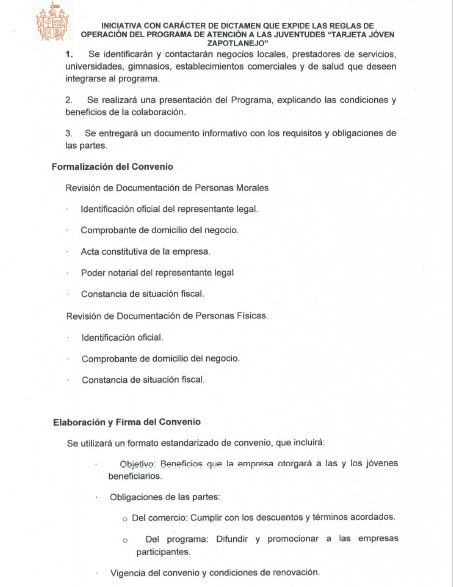 INICIATIVA CON CARÁCTER DE DICTAMEN QUE EXPIDE LAS REGLAS DE
OPERACIÓN DEL PROGRAMA DE ATENCIÓN A LAS JUVENTUDES "TARJETA JÓVEN
ZAPOTLANEJO"
1. Se identificarán y contactarán negocios locales, prestadores de servicios,
universidades, gimnasios, establecimientos comerciales y de salud que deseen
integrarse al programa.
2. Se realizará una presentación del Programa, explicando las condiciones y
beneficios de la colaboración.
3. Se entregará un documento informativo con los requisitos y obligaciones de
las partes.
Formalización del Convenio
Revisión de Documentación de Personas Morales
· Identificación oficial del representante legal.
· Comprobante de domicilio del negocio.
· Acta constitutiva de la empresa.
· Poder notarial del representante legal
· Constancia de situación fiscal.
Revisión de Documentación de Personas Físicas.
· Identificación oficial.
· Comprobante de domicilio del negocio.
· Constancia de situación fiscal.
Elaboración y Firma del Convenio
Se utilizará un formato estandarizado de convenio, que incluirá:
· Objetivo: Beneficios que la empresa otorgará a las y los jóvenes
beneficiarios.
· Obligaciones de las partes:
o Del comercio: Cumplir con los descuentos y términos acordados.
o Del programa: Difundir y promocionar a las empresas
participantes.
· Vigencia del convenio y condiciones de renovación.